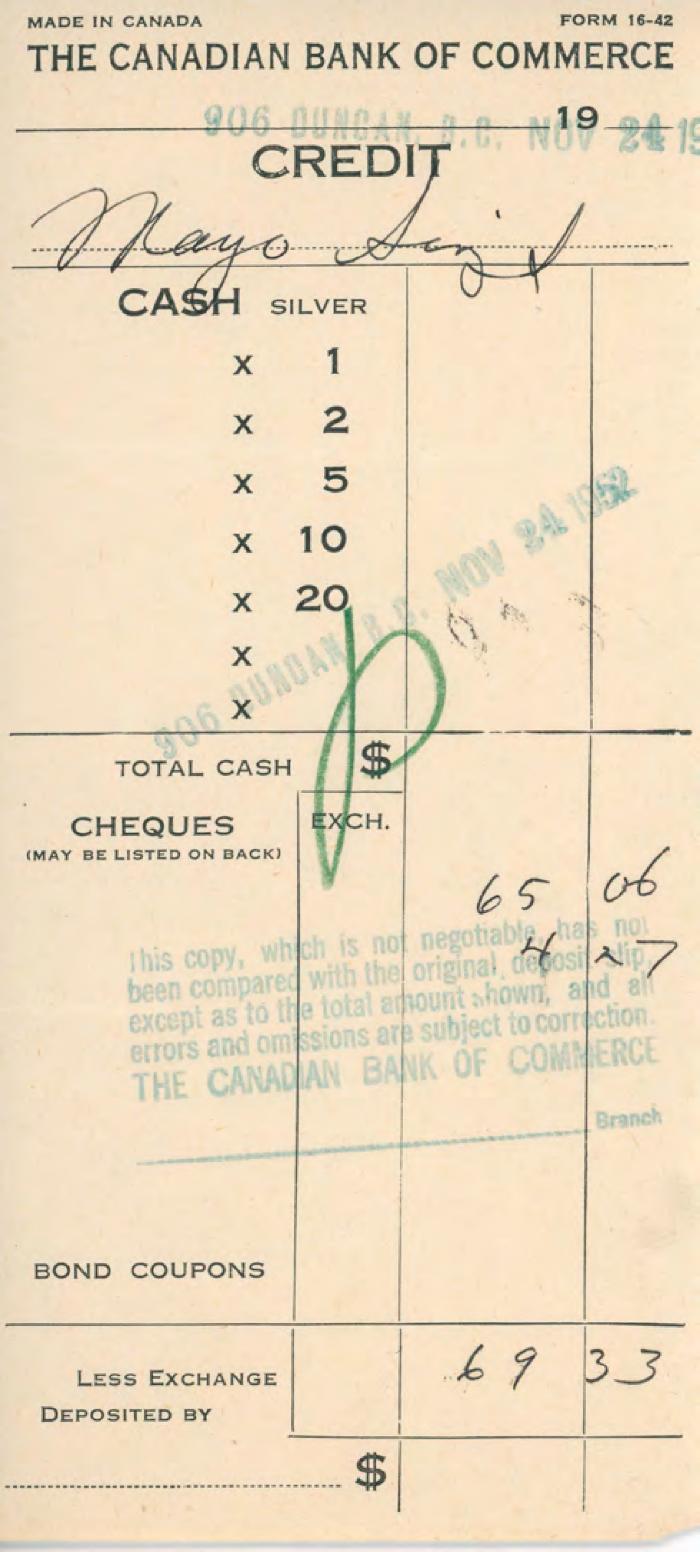 MADE IN CANADA FORM 16-42
THE CANADIAN BANK OF COMMERCE
906 DUNCAN, B.C. NOV 24 19
19
CREDIT
Mayo Singh
CASH SILVER
x 1
x 2
x 5
x 10
x 20
x
x
906 DUNCAN, B.C. NOV 24 1952
TOTAL CASH $
CHEQUES EXCH.
(MAY BE LISTED ON BACK)
65 06
4 27
This copy, which is not negotiable, has not
been compared with the original deposit slip,
except as to the total amount shown, and all
errors and omissions are subject to correction.
THE CANADIAN BANK OF COMMERCE
Branch
BOND COUPONS
69 33
LESS EXCHANGE
DEPOSITED BY
$